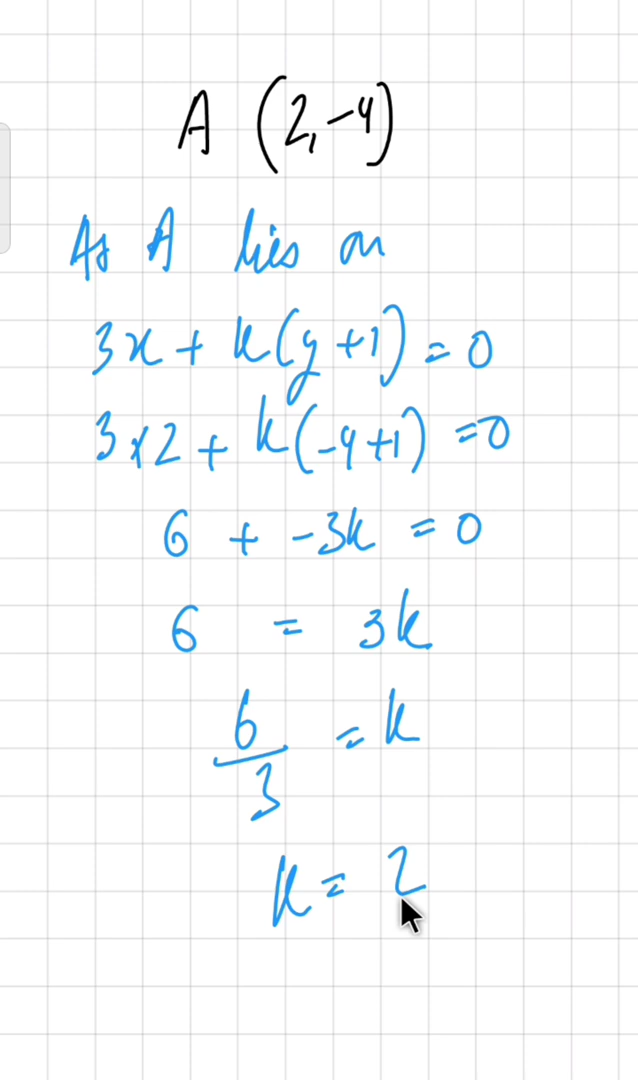 A (2,-4)
As A lies on
3x + k(y+1) = 0
3×2 + k(-4+1) = 0
6 + -3k = 0
6 = 3k
6/3 = k
k = 2